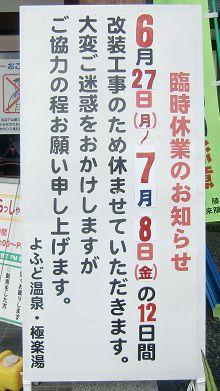 臨時休業のお知らせ
6月27日(月)~7月8日(金)の12日間
改装工事のため休ませていただきます。
大変ご迷惑をおかけしますが
ご協力の程お願い申し上げます。
よふど温泉・極楽湯